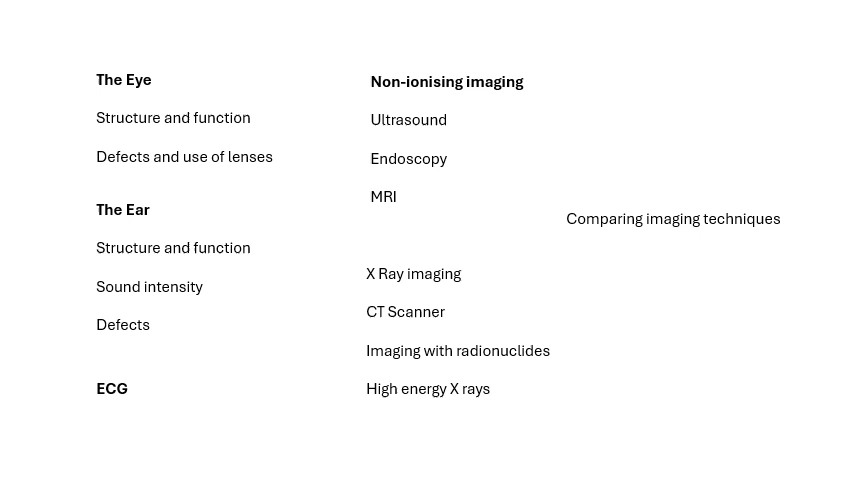 The Eye
Structure and function
Defects and use of lenses
The Ear
Structure and function
Sound intensity
Defects
ECG
Non-ionising imaging
Ultrasound
Endoscopy
MRI
X Ray imaging
CT Scanner
Imaging with radionuclides
High energy X rays
Comparing imaging techniques